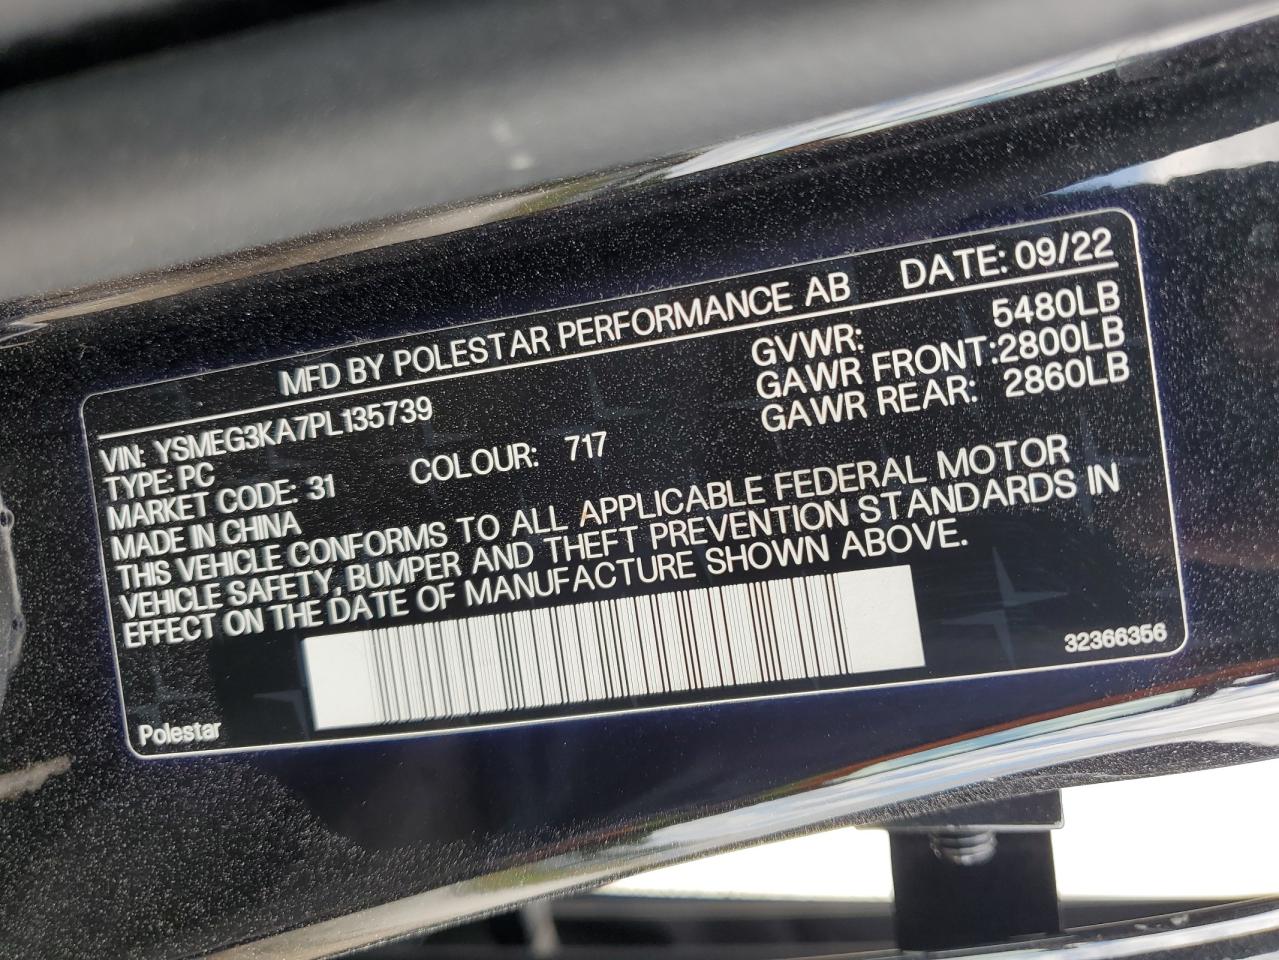 MFD BY POLESTAR PERFORMANCE AB DATE: 09/22
VIN: YSMEG3KA7PL135739 GVWR: 5480LB
TYPE: PC GAWR FRONT:2800LB
MARKET CODE: 31 COLOUR: 717 GAWR REAR: 2860LB
MADE IN CHINA
THIS VEHICLE CONFORMS TO ALL APPLICABLE FEDERAL MOTOR
VEHICLE SAFETY, BUMPER AND THEFT PREVENTION STANDARDS IN
EFFECT ON THE DATE OF MANUFACTURE SHOWN ABOVE.
Polestar 32366356